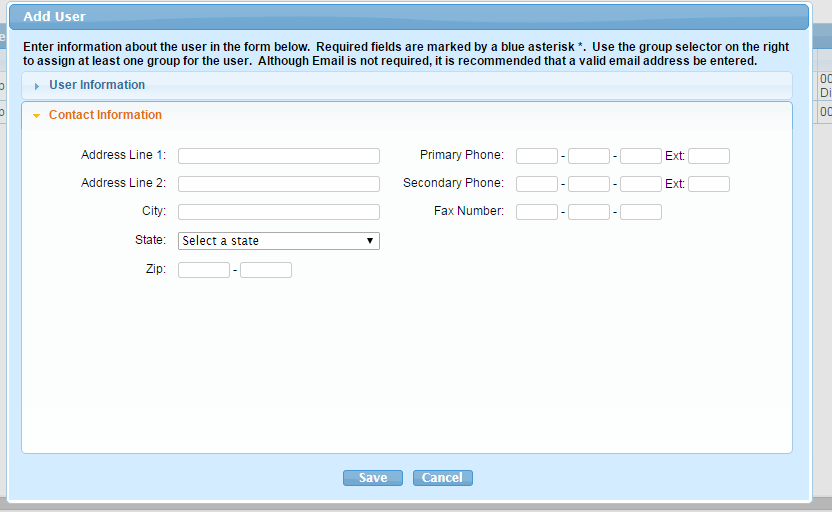 Add User
Enter information about the user in the form below. Required fields are marked by a blue asterisk *. Use the group selector on the right
to assign at least one group for the user. Although Email is not required, it is recommended that a valid email address be entered.
User Information
Contact Information
Address Line 1:
Address Line 2:
City:
State: Select a state
Zip: -
Primary Phone: - - Ext:
Secondary Phone: - - Ext:
Fax Number: - -
Save Cancel